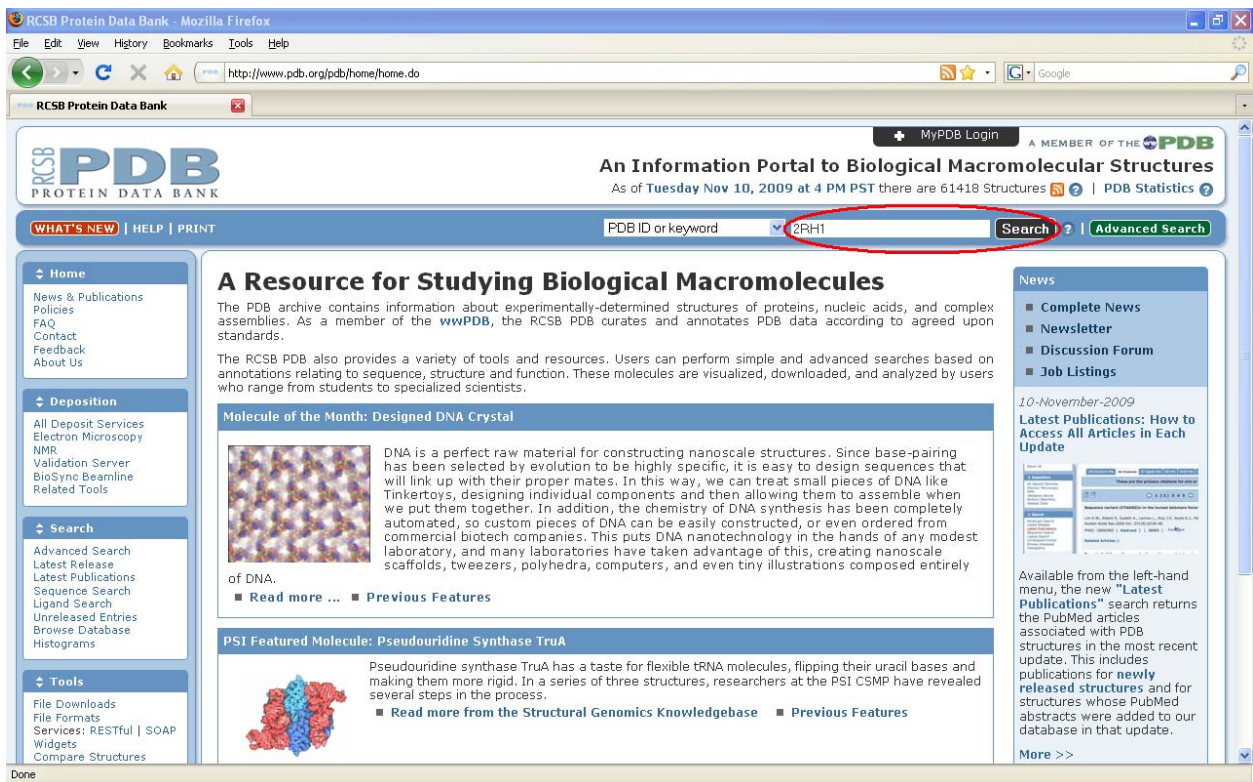 RCSB Protein Data Bank - Mozilla Firefox
File Edit View History Bookmarks Tools Help
http://www.pdb.org/pdb/home/home.do
Google
RCSB Protein Data Bank
MyPDB Login
A MEMBER OF THE PDB
RCSB PDB
PROTEIN DATA BANK
An Information Portal to Biological Macromolecular Structures
As of Tuesday Nov 10, 2009 at 4 PM PST there are 61418 Structures ? | PDB Statistics ?
WHAT'S NEW | HELP | PRINT
PDB ID or keyword 2RH1 Search ? | Advanced Search
Home
News & Publications
Policies
FAQ
Contact
Feedback
About Us
Deposition
All Deposit Services
Electron Microscopy
NMR
Validation Server
BioSync Beamline
Related Tools
Search
Advanced Search
Latest Release
Latest Publications
Sequence Search
Ligand Search
Unreleased Entries
Browse Database
Histograms
Tools
File Downloads
File Formats
Services: RESTful | SOAP
Widgets
Compare Structures
A Resource for Studying Biological Macromolecules
The PDB archive contains information about experimentally-determined structures of proteins, nucleic acids, and complex
assemblies. As a member of the wwPDB, the RCSB PDB curates and annotates PDB data according to agreed upon
standards.
The RCSB PDB also provides a variety of tools and resources. Users can perform simple and advanced searches based on
annotations relating to sequence, structure and function. These molecules are visualized, downloaded, and analyzed by users
who range from students to specialized scientists.
Molecule of the Month: Designed DNA Crystal
DNA is a perfect raw material for constructing nanoscale structures. Since base-pairing
has been selected by evolution to be highly specific, it is easy to design sequences that
will link up with their proper mates. In this way, we can treat small pieces of DNA like
Tinkertoys, designing individual components and then allowing them to assemble when
we put them together. In addition, the chemistry of DNA synthesis has been completely
automated, so custom pieces of DNA can be easily constructed, or even ordered from
commercial biotech companies. This puts DNA nanotechnology in the hands of any modest
laboratory, and many laboratories have taken advantage of this, creating nanoscale
scaffolds, tweezers, polyhedra, computers, and even tiny illustrations composed entirely
of DNA.
Read more ... Previous Features
PSI Featured Molecule: Pseudouridine Synthase TruA
Pseudouridine synthase TruA has a taste for flexible tRNA molecules, flipping their uracil bases and
making them more rigid. In a series of three structures, researchers at the PSI CSMP have revealed
several steps in the process.
Read more from the Structural Genomics Knowledgebase Previous Features
News
Complete News
Newsletter
Discussion Forum
Job Listings
10-November-2009
Latest Publications: How to
Access All Articles in Each
Update
Available from the left-hand
menu, the new "Latest
Publications" search returns
the PubMed articles
associated with PDB
structures in the most recent
update. This includes
publications for newly
released structures and for
structures whose PubMed
abstracts were added to our
database in that update.
More >>
Done